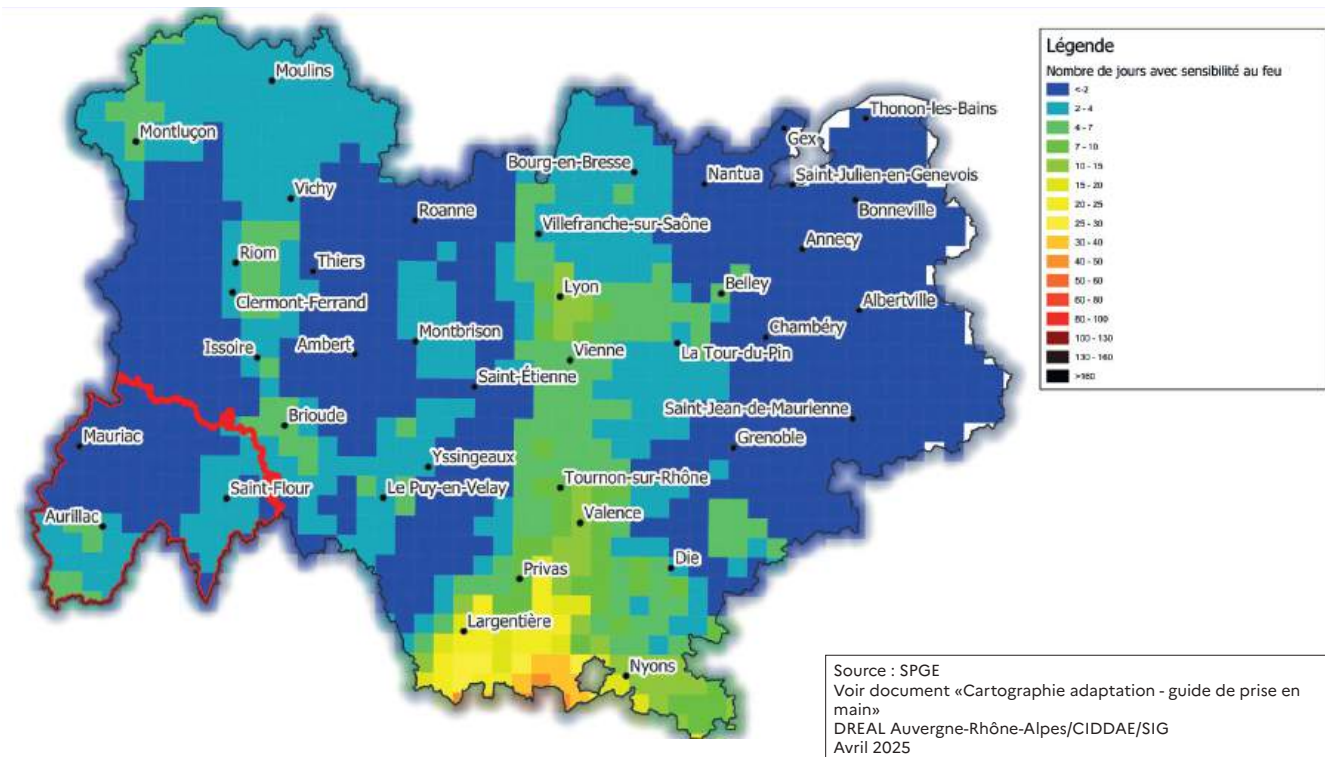 Légende
Nombre de jours avec sensibilité au feu
<-2
2 - 4
4 - 7
7 - 10
10 - 15
15 - 20
20 - 25
25 - 30
30 - 40
40 - 50
50 - 60
60 - 80
80 - 100
100 - 130
130 - 160
>160
Moulins
Montluçon
Thonon-les-Bains
Gex
Bourg-en-Bresse
Nantua
Saint-Julien-en-Genevois
Vichy
Roanne
Bonneville
Villefranche-sur-Saône
Annecy
Riom
Thiers
Clermont-Ferrand
Lyon
Belley
Albertville
Montbrison
Chambéry
Issoire
Ambert
Vienne
La Tour-du-Pin
Saint-Étienne
Saint-Jean-de-Maurienne
Brioude
Mauriac
Grenoble
Yssingeaux
Saint-Flour
Le Puy-en-Velay
Tournon-sur-Rhône
Aurillac
Valence
Die
Privas
Largentière
Nyons
Source : SPGE
Voir document «Cartographie adaptation - guide de prise en
main»
DREAL Auvergne-Rhône-Alpes/CIDDAE/SIG
Avril 2025